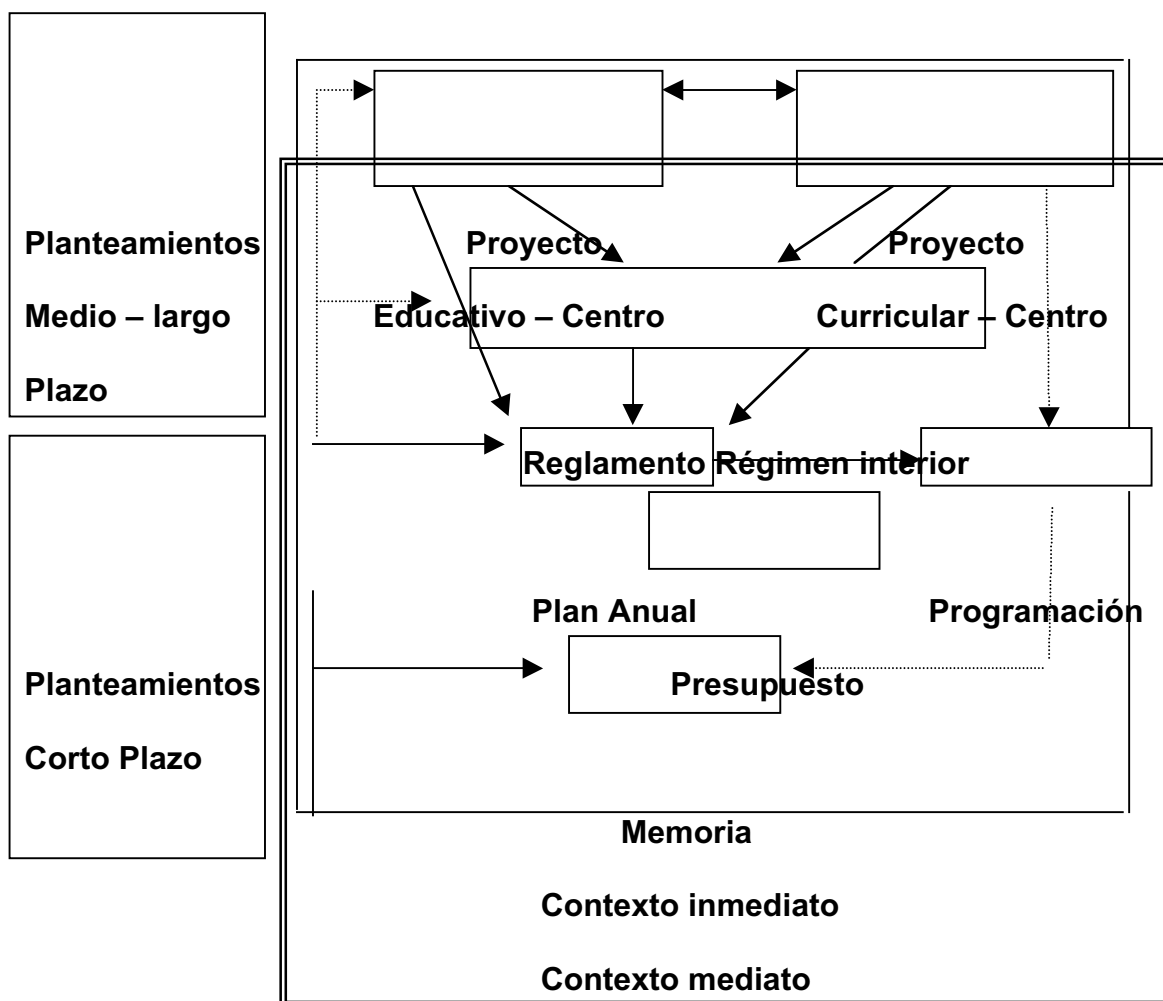 Planteamientos Proyecto Proyecto
Medio – largo Educativo – Centro Curricular – Centro
Plazo
Reglamento Régimen interior
Plan Anual Programación
Planteamientos Presupuesto
Corto Plazo
Memoria
Contexto inmediato
Contexto mediato